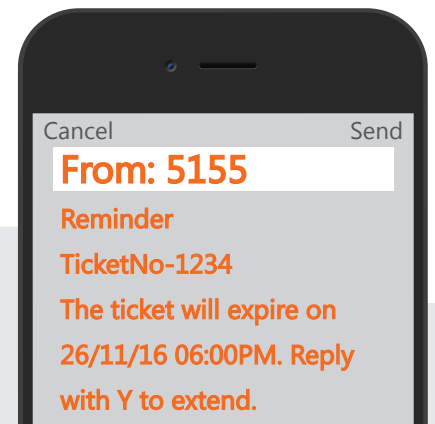 Cancel Send
From: 5155
Reminder
TicketNo-1234
The ticket will expire on
26/11/16 06:00PM. Reply
with Y to extend.